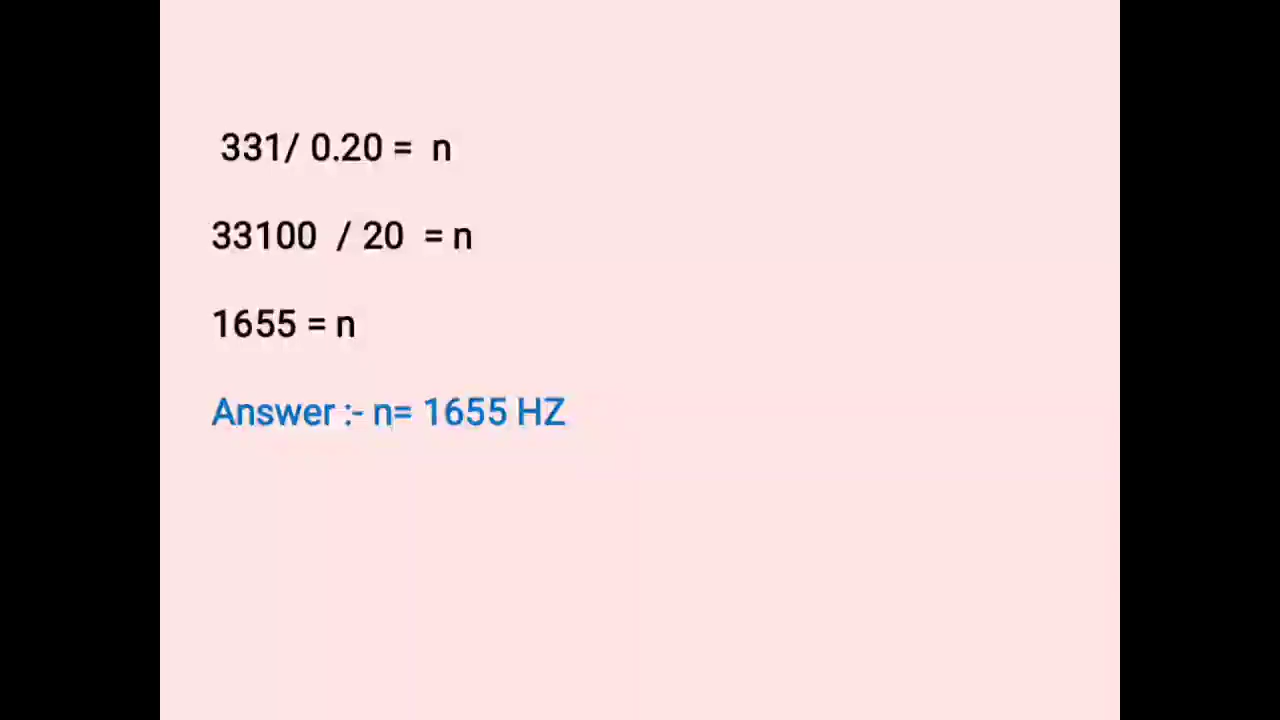 331/ 0.20 = n
33100 / 20 = n
1655 = n
Answer :- n= 1655 HZ